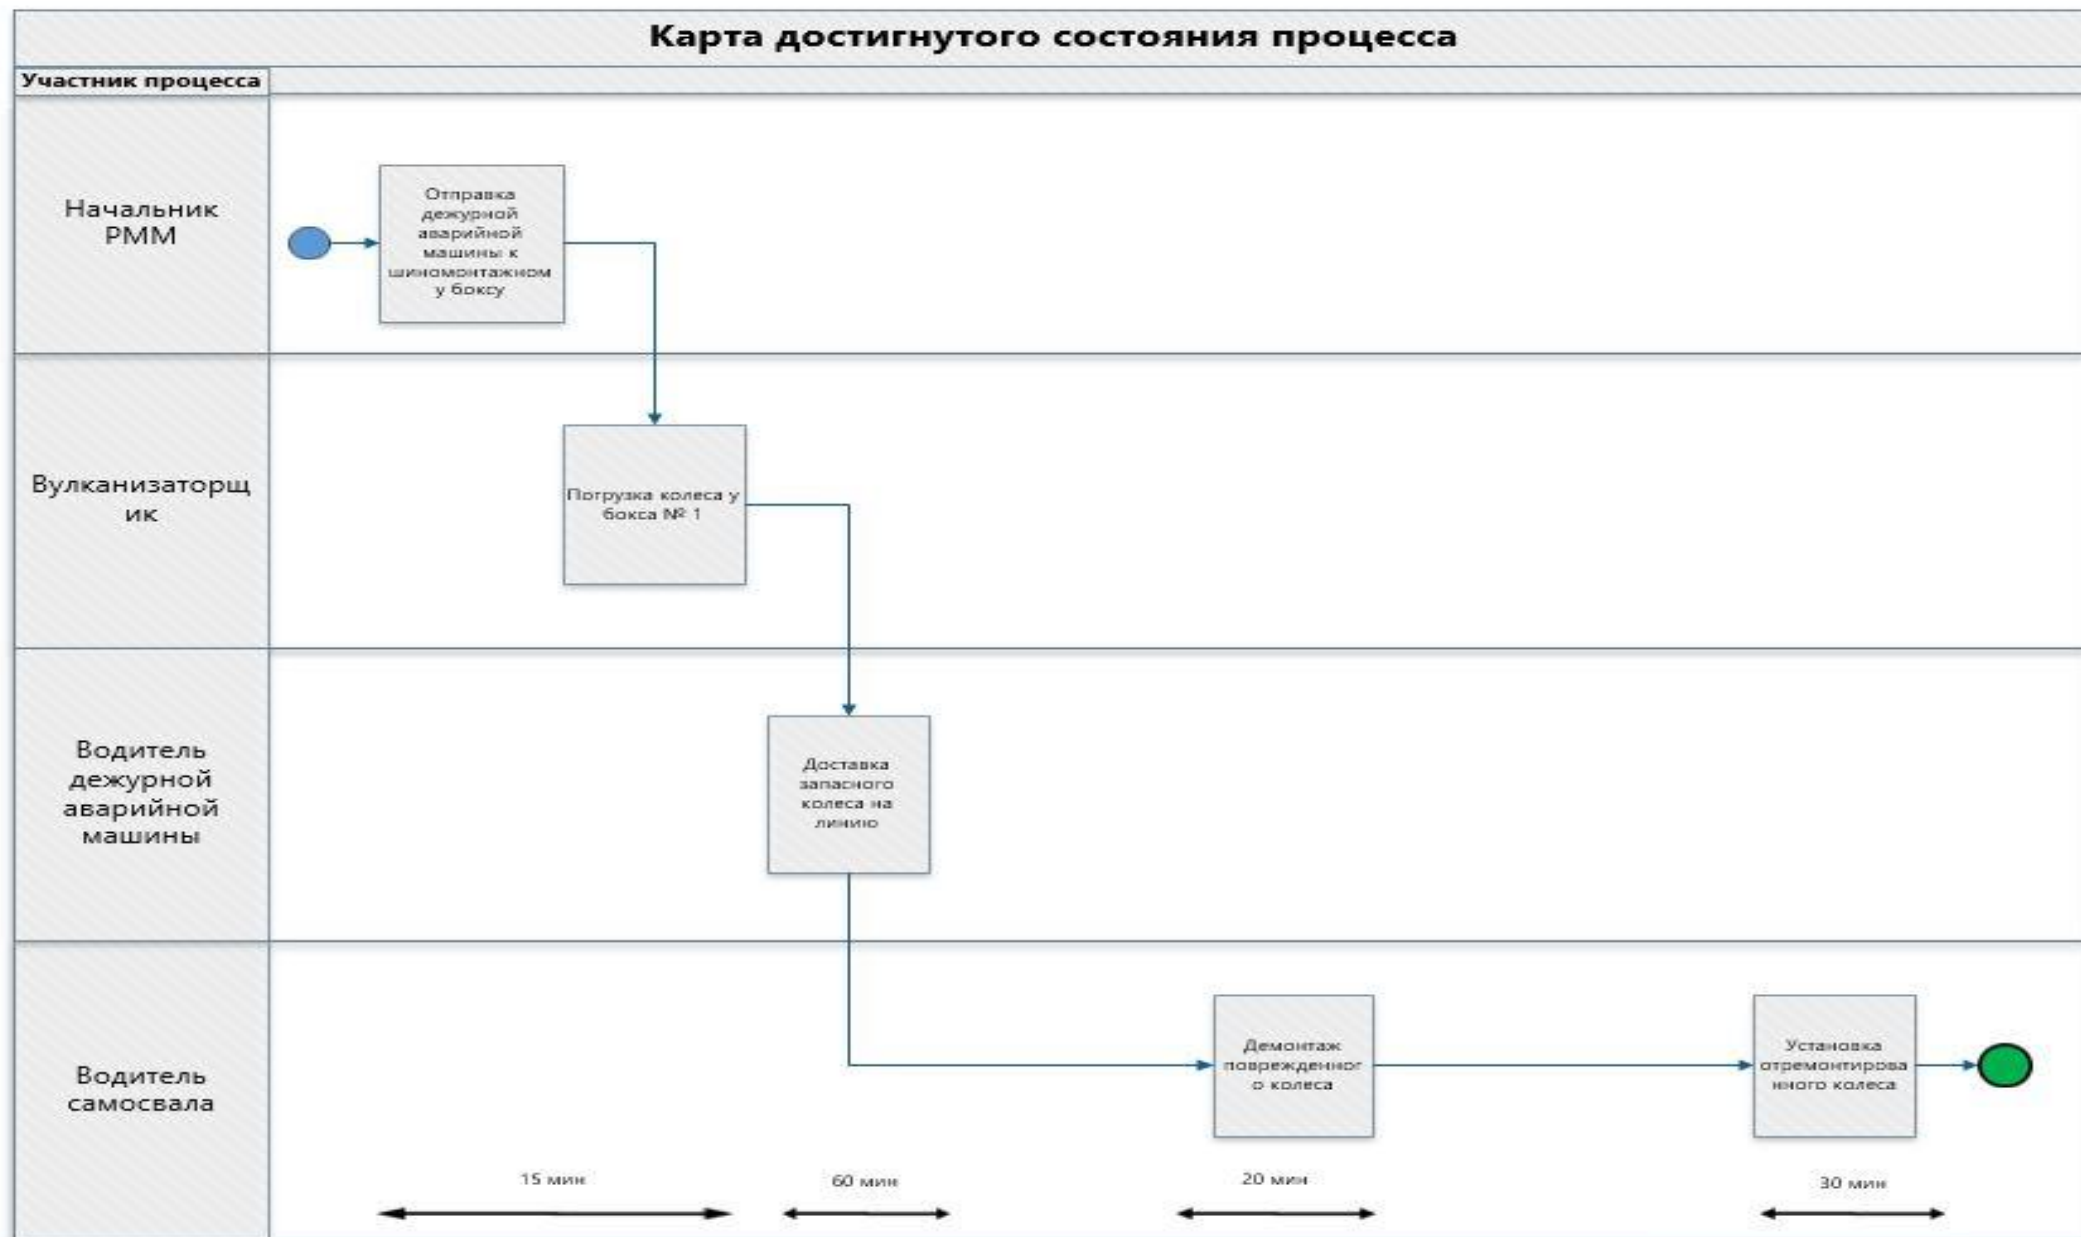 Карта достигнутого состояния процесса
Участник процесса
Начальник
РММ
Отправка
дежурной
аварийной
машины к
шиномонтажном
у боксу
Вулканизаторщ
ик
Погрузка колеса у
бокса № 1
Водитель
дежурной
аварийной
машины
Доставка
запасного
колеса на
линию
Водитель
самосвала
Демонтаж
поврежденног
о колеса
Установка
отремонтирова
нного колеса
15 мин
60 мин
20 мин
30 мин